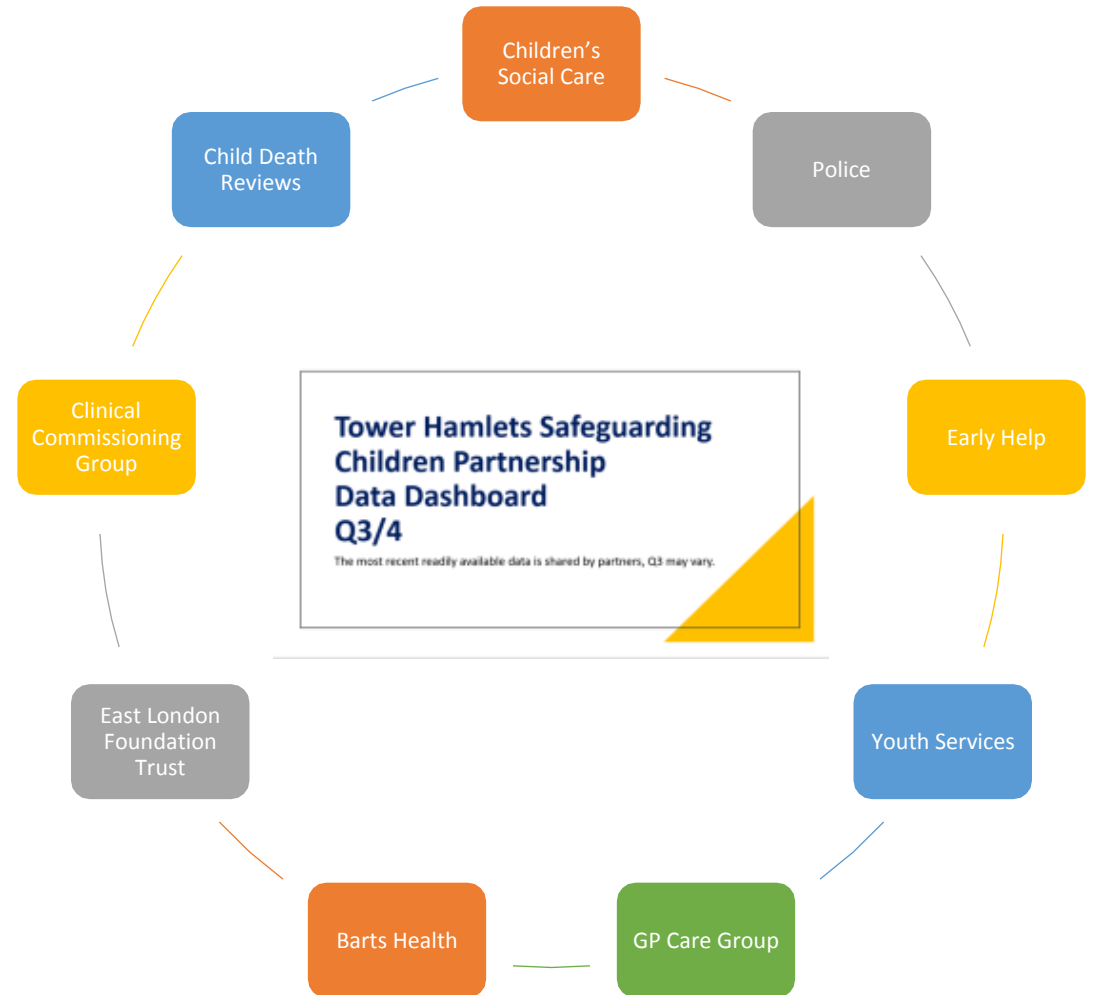 Children's
Social Care
Police
Early Help
Youth Services
GP Care Group
Barts Health
East London
Foundation
Trust
Clinical
Commissioning
Group
Child Death
Reviews
Tower Hamlets Safeguarding
Children Partnership
Data Dashboard
Q3/4
The most recent readily available data is shared by partners, Q3 may vary.